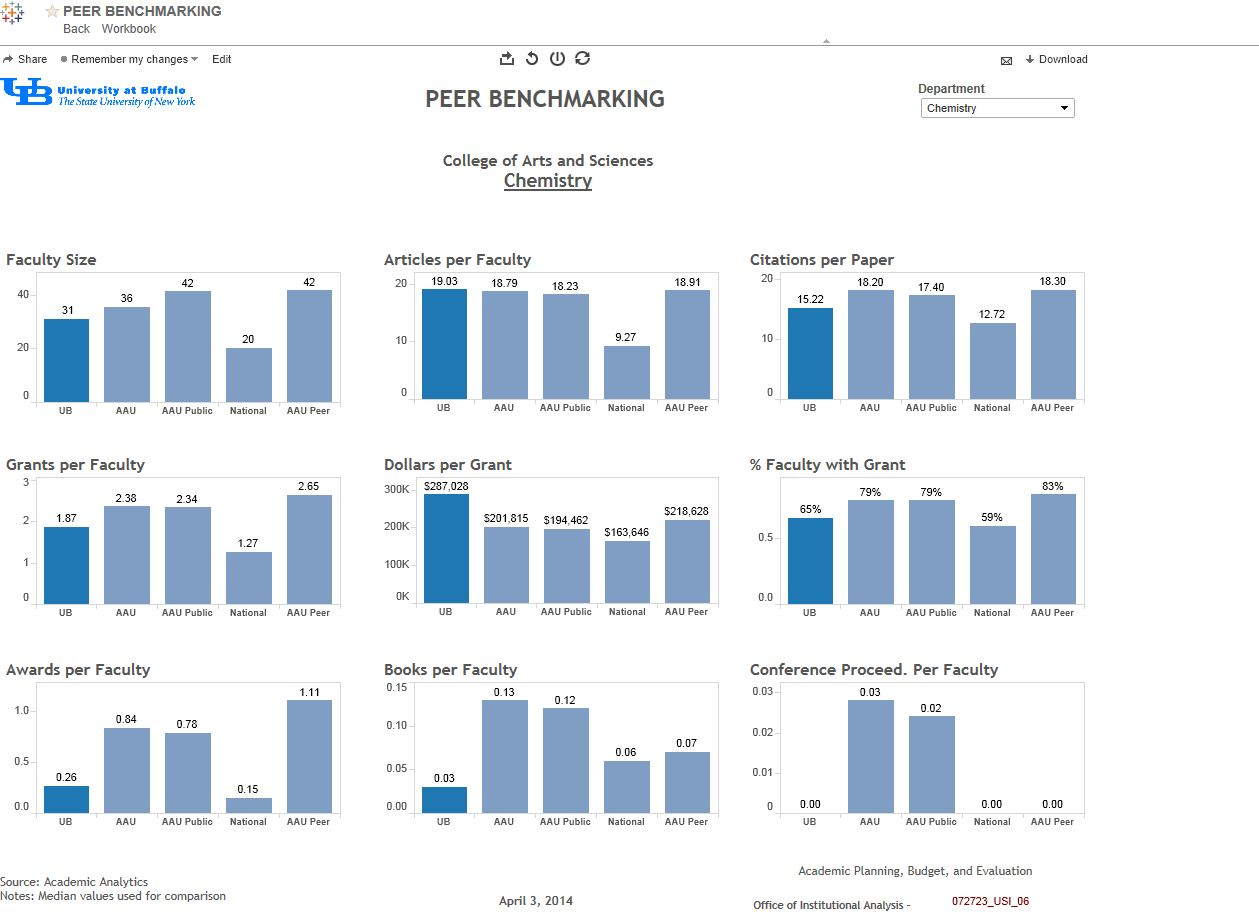 PEER BENCHMARKING
Back Workbook
Share Remember my changes Edit
Download
University at Buffalo
The State University of New York
PEER BENCHMARKING
Department
Chemistry
College of Arts and Sciences
Chemistry
Faculty Size
40
20
0
31 36 42 20 42
UB AAU AAU Public National AAU Peer
Articles per Faculty
20
10
0
19.03 18.79 18.23 9.27 18.91
UB AAU AAU Public National AAU Peer
Citations per Paper
20
10
0
15.22 18.20 17.40 12.72 18.30
UB AAU AAU Public National AAU Peer
Grants per Faculty
3
2
1
0
1.87 2.38 2.34 1.27 2.65
UB AAU AAU Public National AAU Peer
Dollars per Grant
300K
200K
100K
0K
$287,028 $201,815 $194,462 $163,646 $218,628
UB AAU AAU Public National AAU Peer
% Faculty with Grant
0.5
0.0
65% 79% 79% 59% 83%
UB AAU AAU Public National AAU Peer
Awards per Faculty
1.0
0.5
0.0
0.26 0.84 0.78 0.15 1.11
UB AAU AAU Public National AAU Peer
Books per Faculty
0.15
0.10
0.05
0.00
0.03 0.13 0.12 0.06 0.07
UB AAU AAU Public National AAU Peer
Conference Proceed. Per Faculty
0.03
0.02
0.01
0
0.00 0.03 0.02 0.00 0.00
UB AAU AAU Public National AAU Peer
Source: Academic Analytics
Notes: Median values used for comparison
April 3, 2014
Academic Planning, Budget, and Evaluation
Office of Institutional Analysis - 072723_USI_06